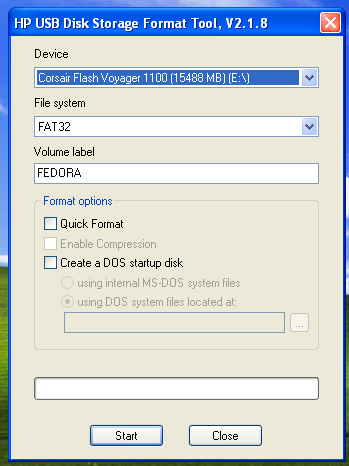 HP USB Disk Storage Format Tool, V2.1.8
Device
Corsair Flash Voyager 1100 (15488 MB) (E:\)
File system
FAT32
Volume label
FEDORA
Format options
Quick Format
Enable Compression
Create a DOS startup disk
using internal MS-DOS system files
using DOS system files located at:
...
Start
Close